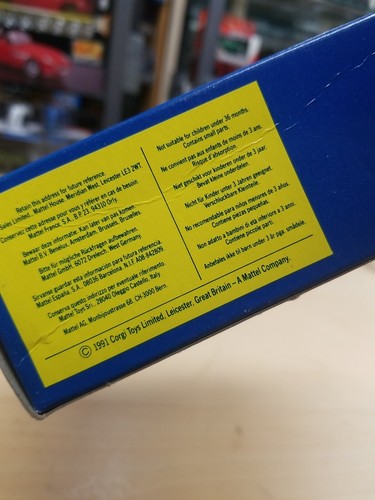 Retain this address for future reference.
Sales Limited, Mattel House, Meridian West, Leicester LE3 2WT.
Conservez cette adresse pour vous y référer en cas de besoin
Mattel France, S.A., B.P. 23, 94310 Orly.
Bewaar deze informatie. Kan later van pas komen.
Mattel B.V. Benelux, Amsterdam, Brussels, Bruxelles.
Bitte für mögliche Rückfragen aufbewahren.
Mattel GmbH, 6072 Dreieich, West Germany.
Sirvanse guardar esta información para futura referencia.
Mattel España, S.A., 08036 Barcelona. N.I.F.
Conserva questo indirizzo per eventuale riferimento.
Mattel Toys Srl., 28040 Oleggio Castello, Italy
Mattel AG, Monbijoustrasse 68, CH-3000 Bern.
Not suitable for children under 36 months.
Contains small parts.
Ne convient pas aux enfants de moins de 3 ans.
Risque d'absorption.
Niet geschikt voor kinderen onder de 3 jaar.
Bevat kleine onderdelen.
Nicht für Kinder unter 3 Jahren geeignet.
Verschluckbare Kleinteile.
No recomendable para niños menores de 3 años.
Contiene piezas pequeñas.
Non adatto a bambini di età inferiore a 3 anni.
Contiene piccole parti.
Anbefales ikke til barn under 3 år pga. smådele.
© 1991 Corgi Toys Limited, Leicester, Great Britain – A Mattel Company.